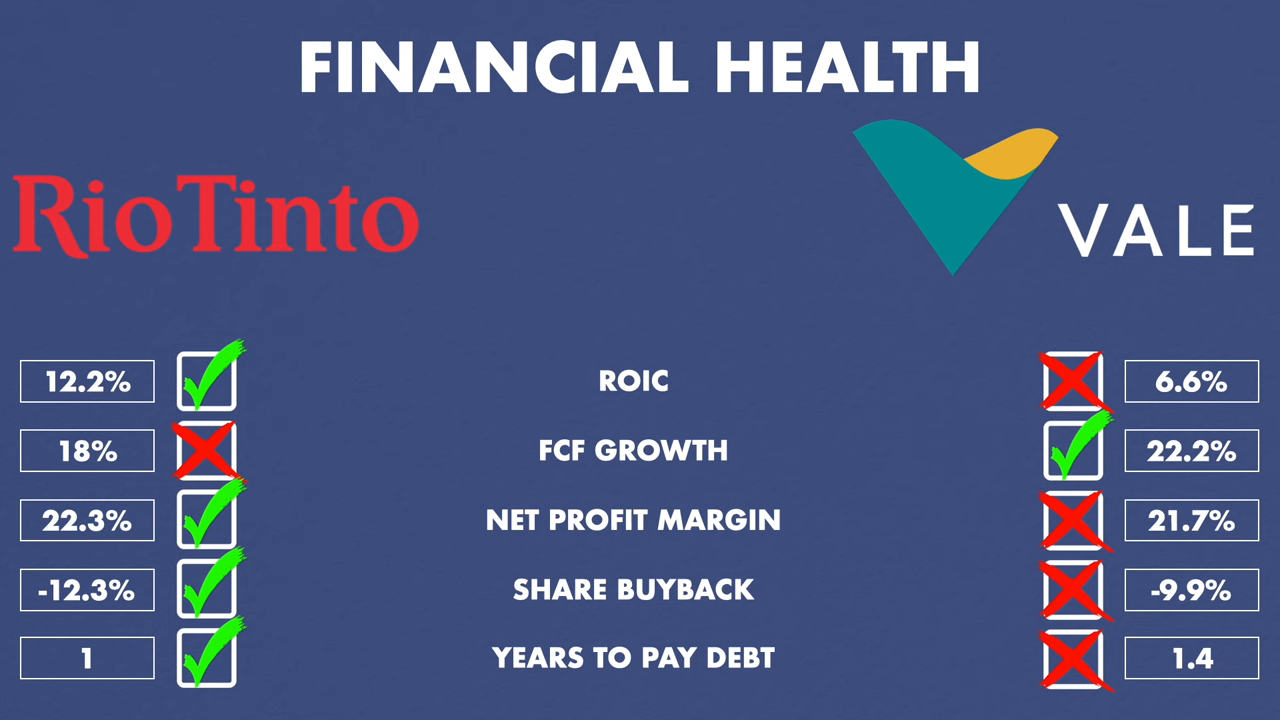 FINANCIAL HEALTH
RioTinto
VALE
12.2% ROIC 6.6%
18% FCF GROWTH 22.2%
22.3% NET PROFIT MARGIN 21.7%
-12.3% SHARE BUYBACK -9.9%
1 YEARS TO PAY DEBT 1.4